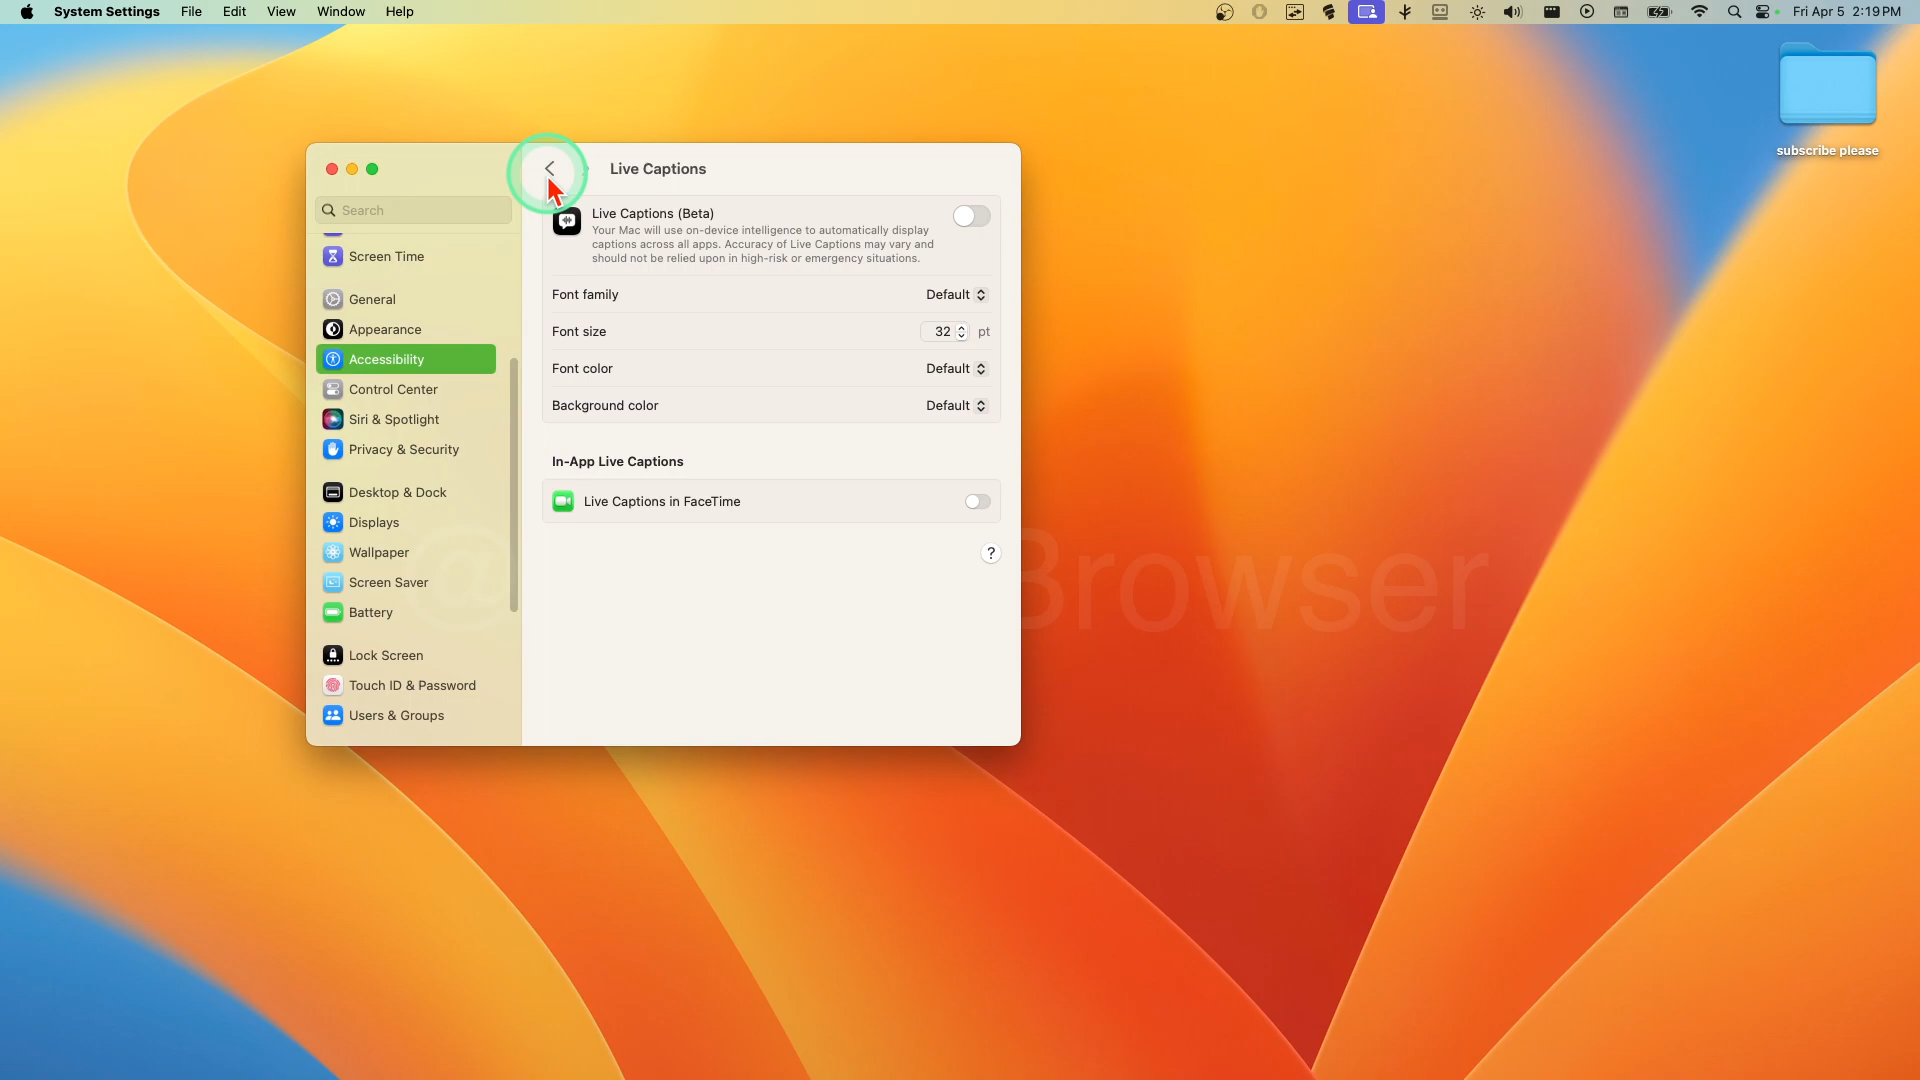 System Settings File Edit View Window Help
Fri Apr 5 2:19 PM
subscribe please
Live Captions
Search
Screen Time
General
Appearance
Accessibility
Control Center
Siri & Spotlight
Privacy & Security
Desktop & Dock
Displays
Wallpaper
Screen Saver
Battery
Lock Screen
Touch ID & Password
Users & Groups
Live Captions (Beta)
Your Mac will use on-device intelligence to automatically display
captions across all apps. Accuracy of Live Captions may vary and
should not be relied upon in high-risk or emergency situations.
Font family Default
Font size 32 pt
Font color Default
Background color Default
In-App Live Captions
Live Captions in FaceTime
?
Browser